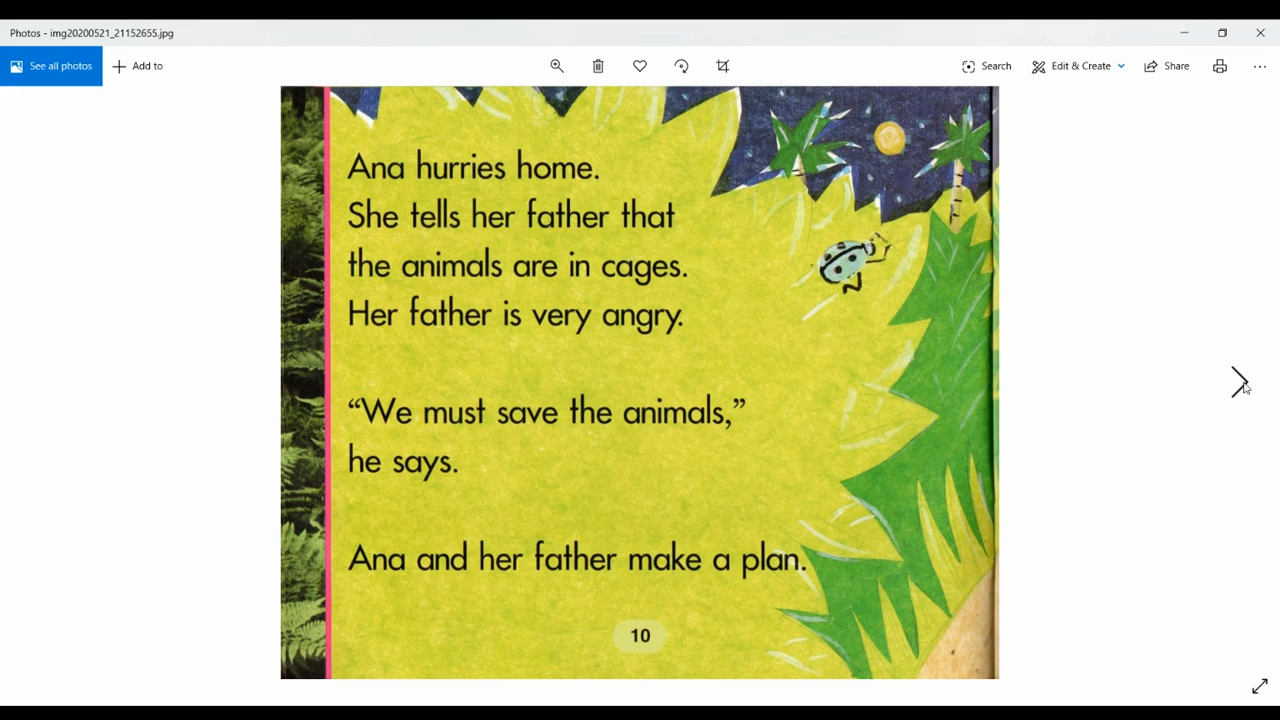 Photos - img20200521_21152655.jpg
See all photos
Add to
Search
Edit & Create
Share
Ana hurries home.
She tells her father that
the animals are in cages.
Her father is very angry.
“We must save the animals,”
he says.
Ana and her father make a plan.
10